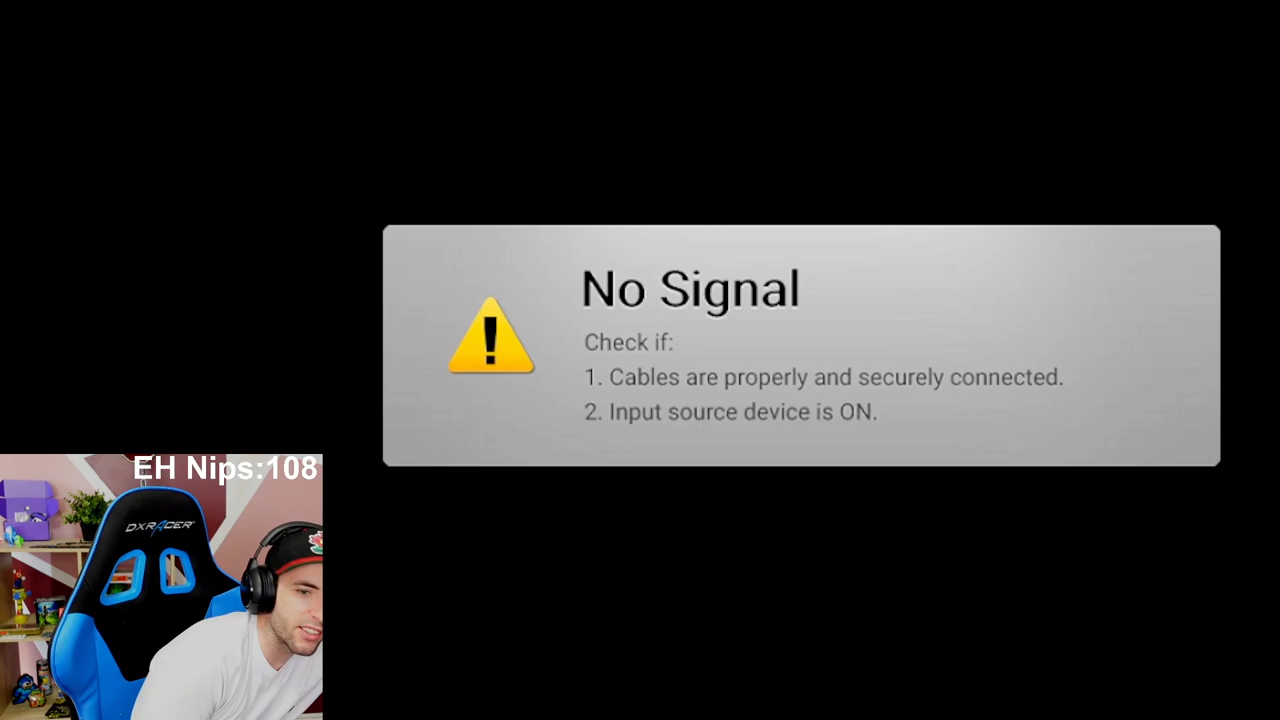 No Signal
Check if:
1. Cables are properly and securely connected.
2. Input source device is ON.
EH Nips:108
DXRACER